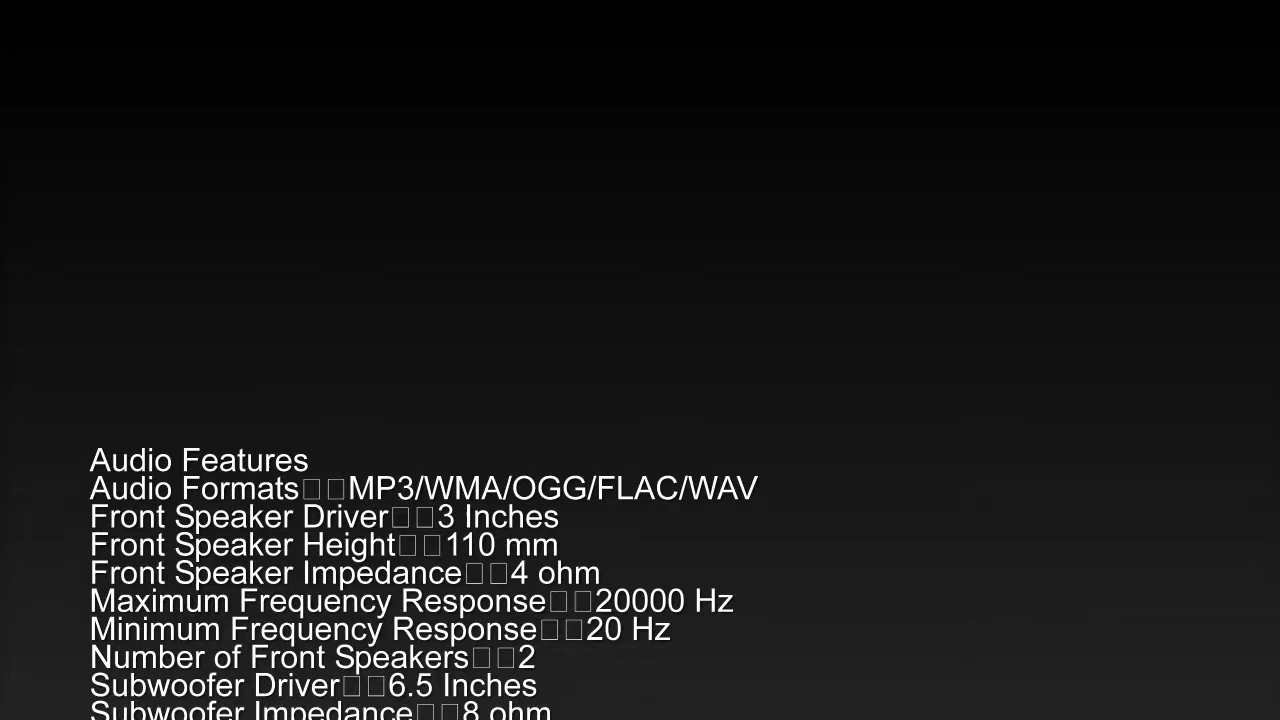 Audio Features
Audio Formats□□MP3/WMA/OGG/FLAC/WAV
Front Speaker Driver□□3 Inches
Front Speaker Height□□110 mm
Front Speaker Impedance□□4 ohm
Maximum Frequency Response□□20000 Hz
Minimum Frequency Response□□20 Hz
Number of Front Speakers□□2
Subwoofer Driver□□6.5 Inches
Subwoofer Impedance□□8 ohm